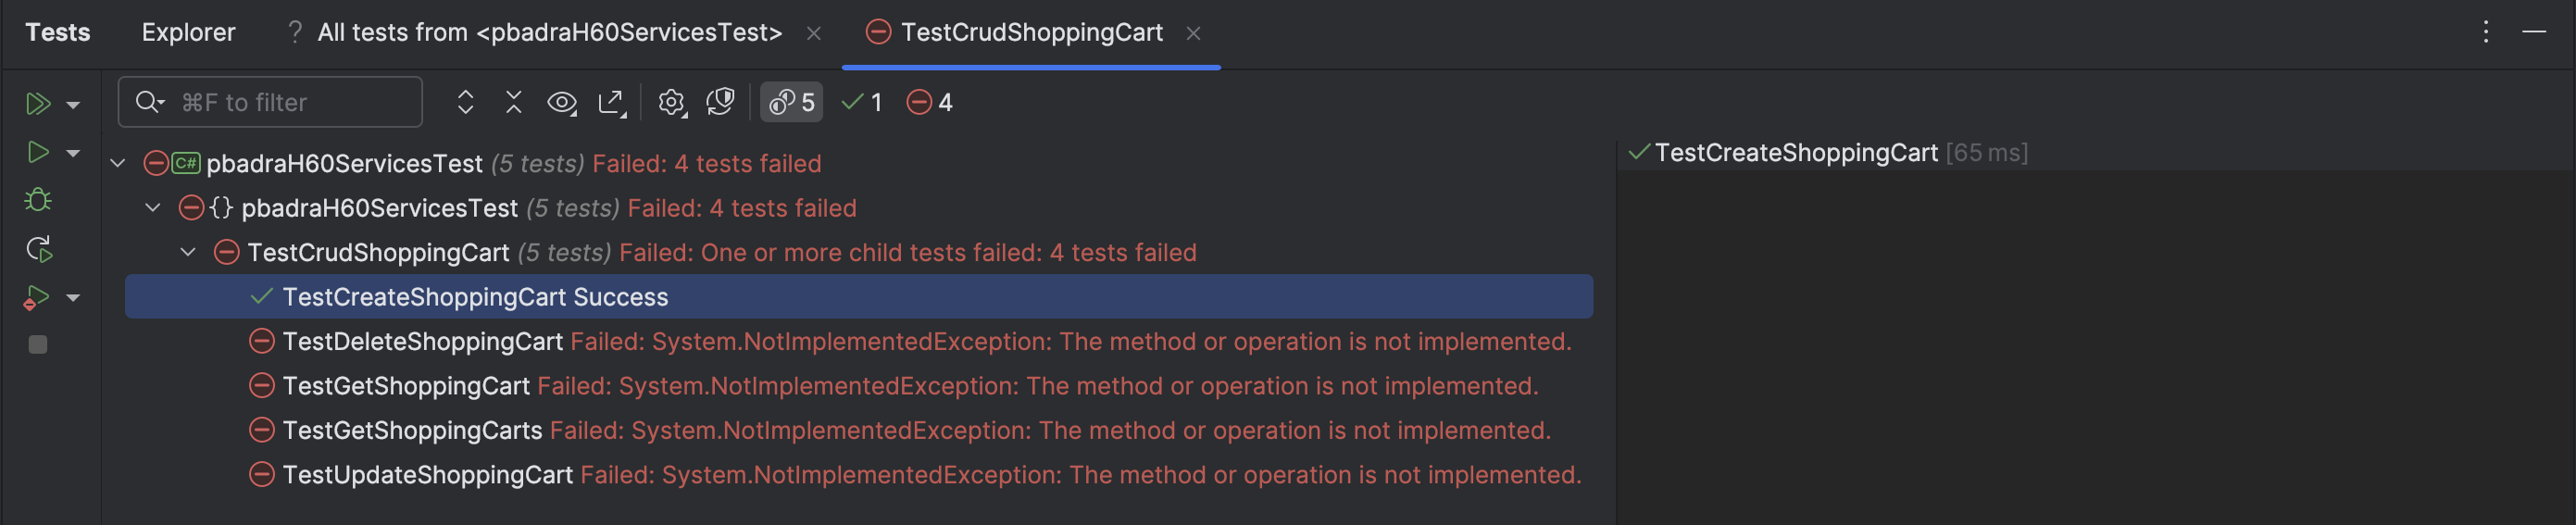 Tests Explorer ? All tests from <pbadraH60ServicesTest> × TestCrudShoppingCart ×
⌘F to filter 5 1 4
C# pbadraH60ServicesTest (5 tests) Failed: 4 tests failed
{} pbadraH60ServicesTest (5 tests) Failed: 4 tests failed
TestCrudShoppingCart (5 tests) Failed: One or more child tests failed: 4 tests failed
TestCreateShoppingCart Success
TestDeleteShoppingCart Failed: System.NotImplementedException: The method or operation is not implemented.
TestGetShoppingCart Failed: System.NotImplementedException: The method or operation is not implemented.
TestGetShoppingCarts Failed: System.NotImplementedException: The method or operation is not implemented.
TestUpdateShoppingCart Failed: System.NotImplementedException: The method or operation is not implemented.
TestCreateShoppingCart [65 ms]